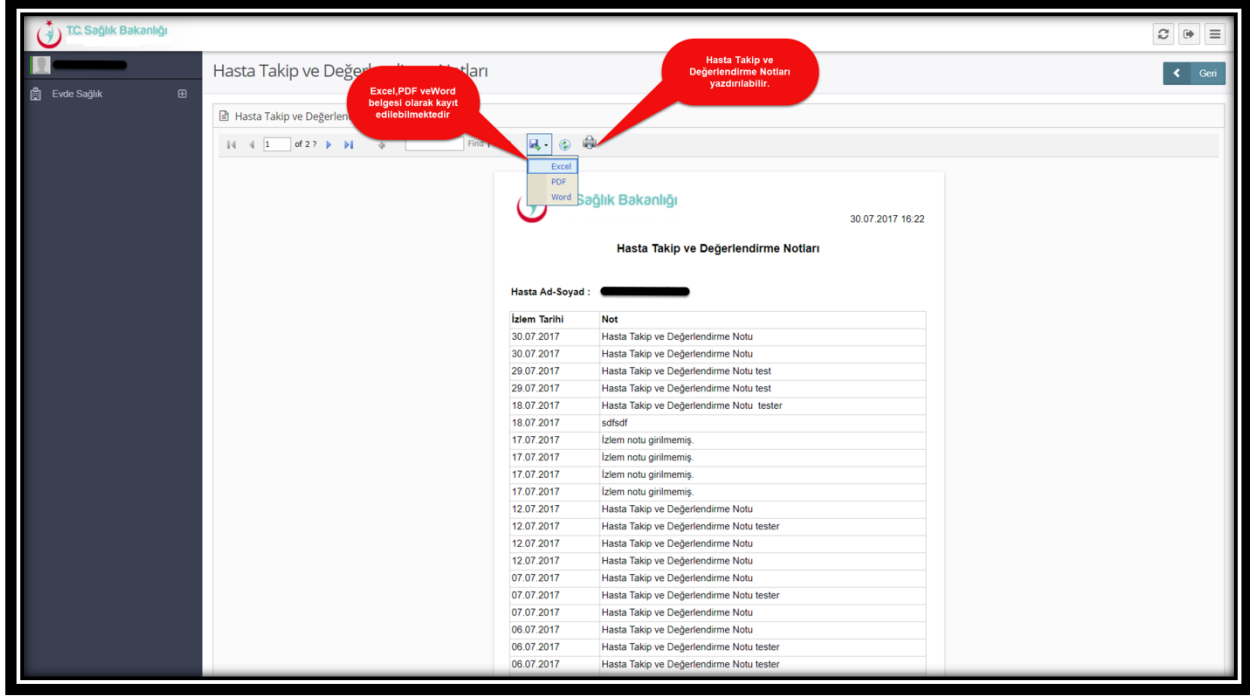 T.C. Sağlık Bakanlığı
Hasta Takip ve Değerlendirme Notları
Geri
Hasta Takip ve
Değerlendirme Notları
yazdırılabilir.
Excel,PDF veWord
belgesi olarak kayıt
edilebilmektedir
Evde Sağlık
Hasta Takip ve Değerlen
1 of 2 ? Find
Excel
PDF
Word
Sağlık Bakanlığı
30.07.2017 16:22
Hasta Takip ve Değerlendirme Notları
Hasta Ad-Soyad :
İzlem Tarihi Not
30.07.2017 Hasta Takip ve Değerlendirme Notu
30.07.2017 Hasta Takip ve Değerlendirme Notu
29.07.2017 Hasta Takip ve Değerlendirme Notu test
29.07.2017 Hasta Takip ve Değerlendirme Notu test
18.07.2017 Hasta Takip ve Değerlendirme Notu tester
18.07.2017 sdfsdf
17.07.2017 İzlem notu girilmemiş.
17.07.2017 İzlem notu girilmemiş.
17.07.2017 İzlem notu girilmemiş.
17.07.2017 İzlem notu girilmemiş.
12.07.2017 Hasta Takip ve Değerlendirme Notu
12.07.2017 Hasta Takip ve Değerlendirme Notu tester
12.07.2017 Hasta Takip ve Değerlendirme Notu
12.07.2017 Hasta Takip ve Değerlendirme Notu
07.07.2017 Hasta Takip ve Değerlendirme Notu
07.07.2017 Hasta Takip ve Değerlendirme Notu tester
07.07.2017 Hasta Takip ve Değerlendirme Notu
06.07.2017 Hasta Takip ve Değerlendirme Notu
06.07.2017 Hasta Takip ve Değerlendirme Notu tester
06.07.2017 Hasta Takip ve Değerlendirme Notu tester